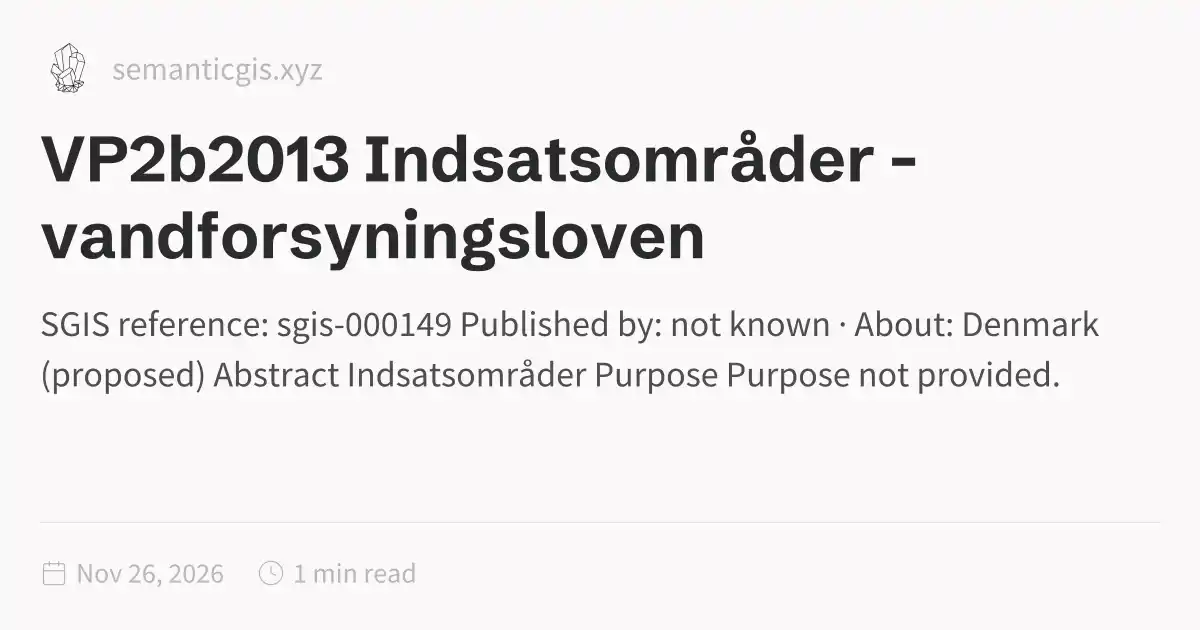 semanticgis.xyz
VP2b2013 Indsatsområder -
vandforsyningsloven
SGIS reference: sgis-000149 Published by: not known · About: Denmark
(proposed) Abstract Indsatsområder Purpose Purpose not provided.
Nov 26, 2026 1 min read